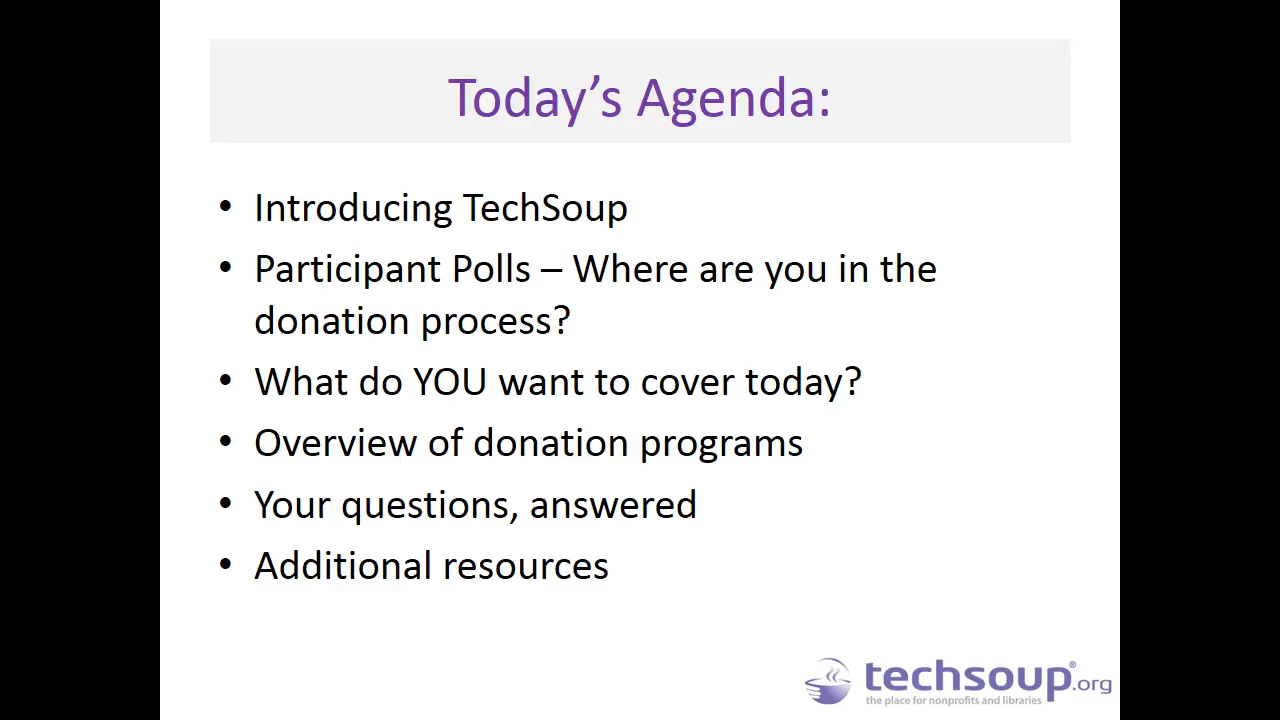 Today’s Agenda:
• Introducing TechSoup
• Participant Polls – Where are you in the
donation process?
• What do YOU want to cover today?
• Overview of donation programs
• Your questions, answered
• Additional resources
techsoup®.org
the place for nonprofits and libraries